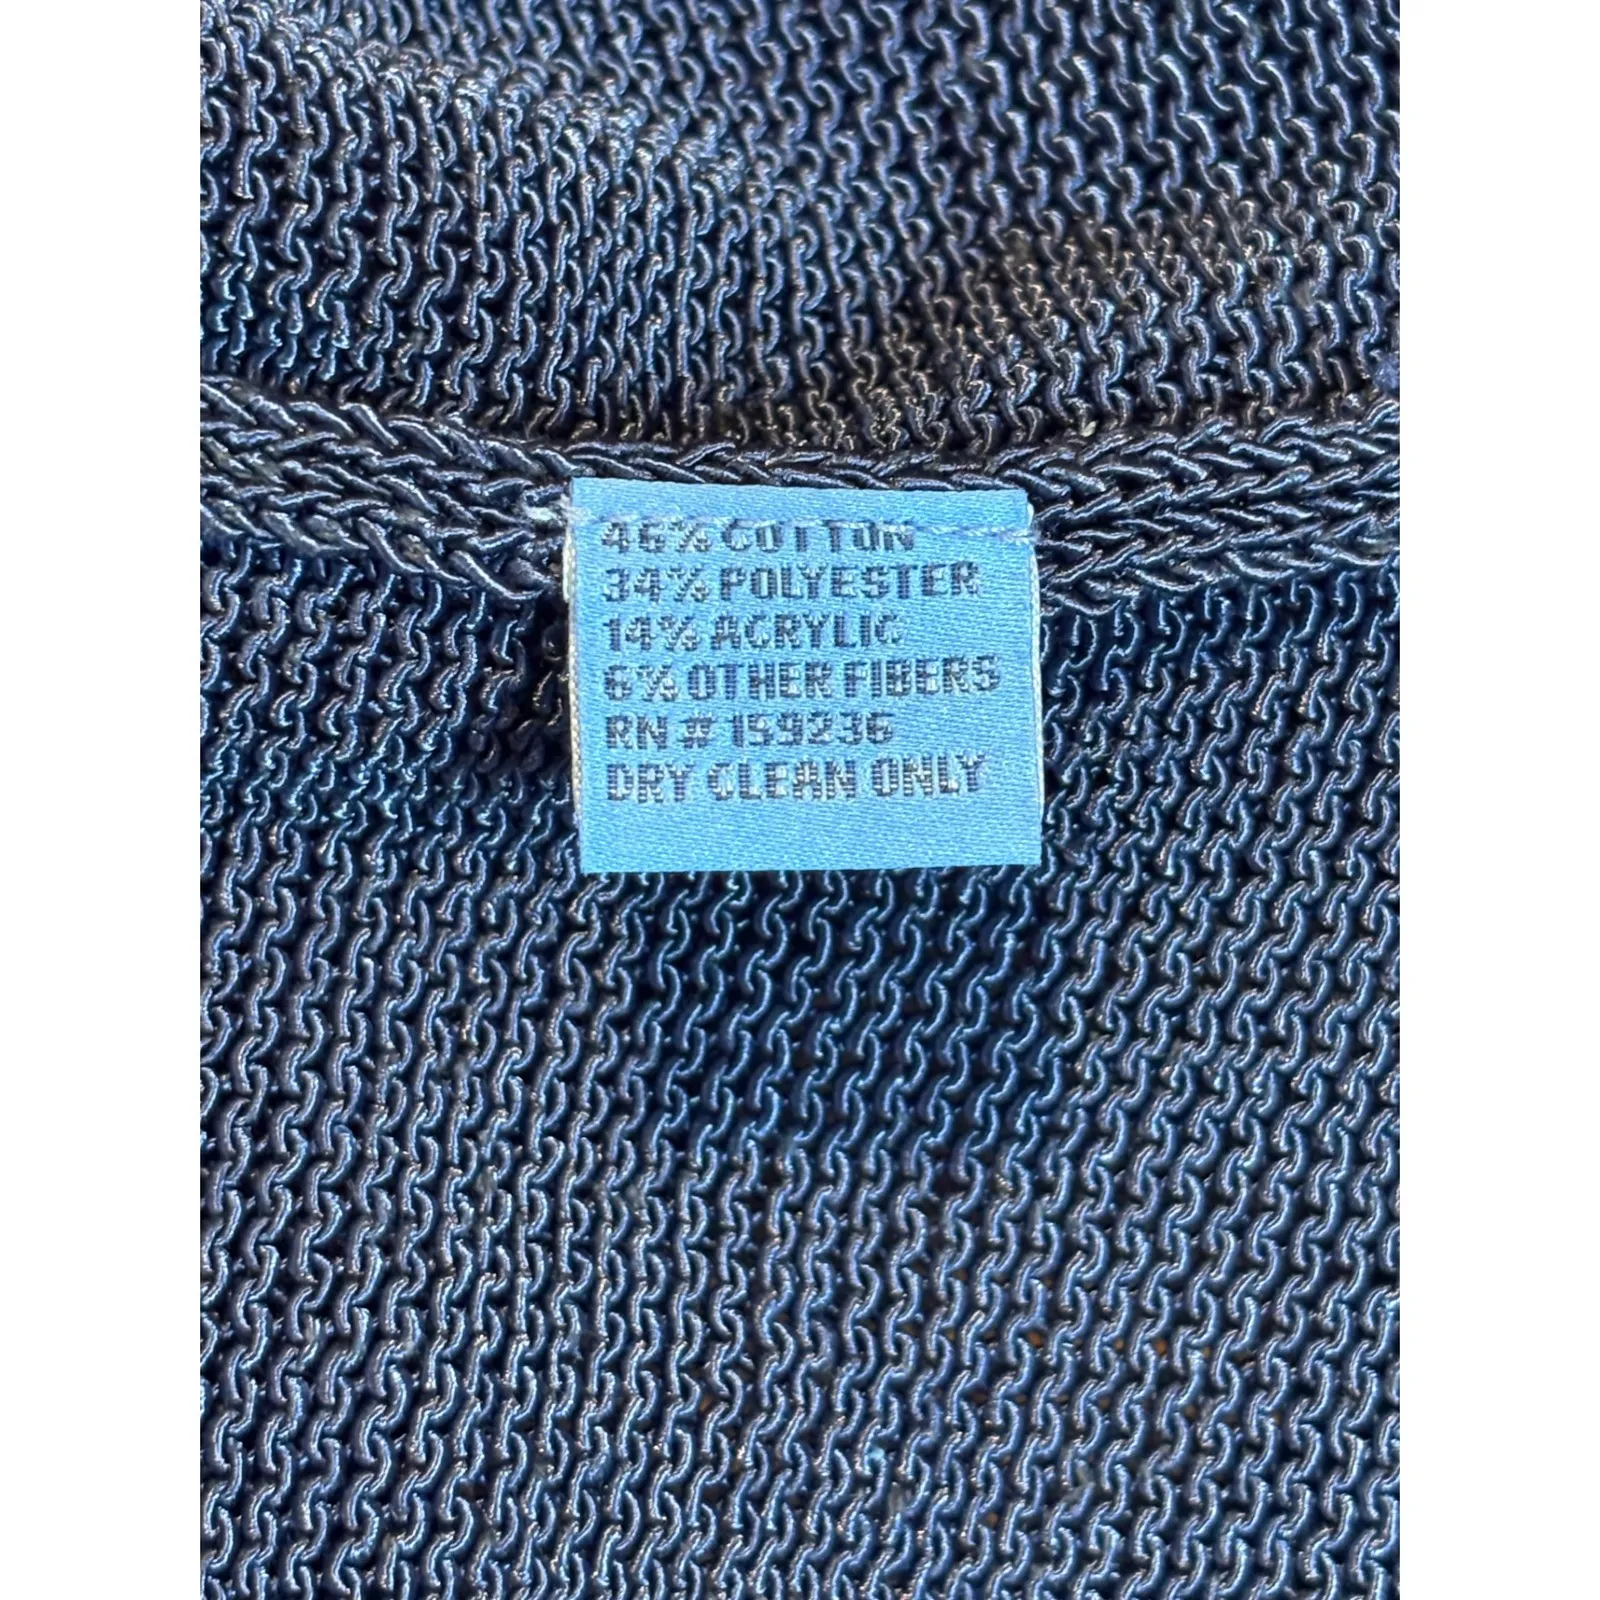 46% COTTON
34% POLYESTER
14% ACRYLIC
6% OTHER FIBERS
RN # 159236
DRY CLEAN ONLY